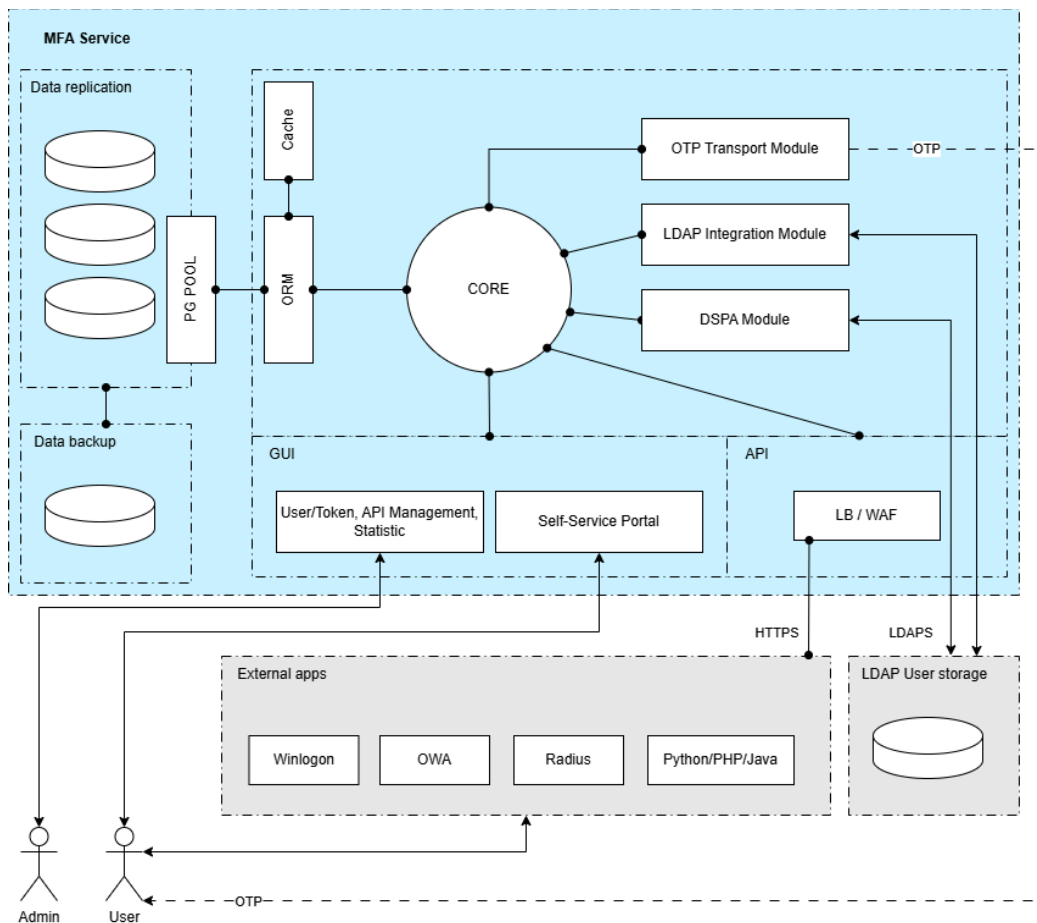 MFA Service
Data replication
Cache
OTP Transport Module
OTP
LDAP Integration Module
PG POOL
ORM
CORE
DSPA Module
Data backup
GUI
API
User/Token, API Management,
Statistic
Self-Service Portal
LB / WAF
HTTPS
LDAPS
External apps
LDAP User storage
Winlogon
OWA
Radius
Python/PHP/Java
OTP
Admin
User